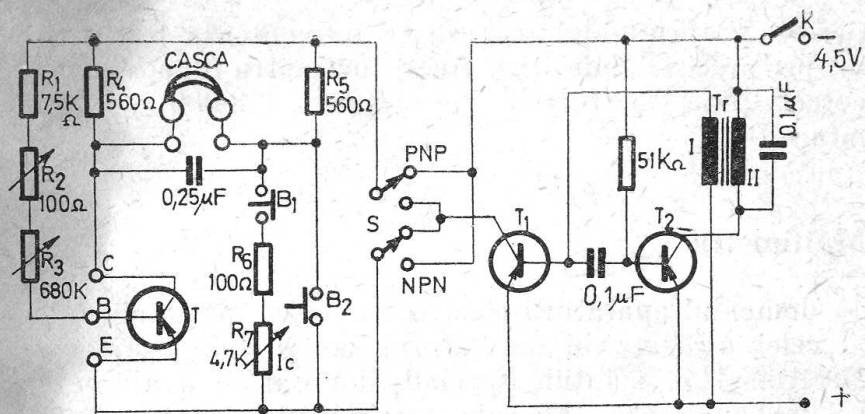 R1
7,5K
Ω
R4
560Ω
CASCA
R5
560Ω
K
−
4,5V
R2
100Ω
0,25µF
B1
PNP
S
NPN
51KΩ
Tr
I
II
0,1µF
R3
680K
C
B
E
T
R6
100Ω
R7
4,7K
Ic
B2
T1
0,1µF
T2
+